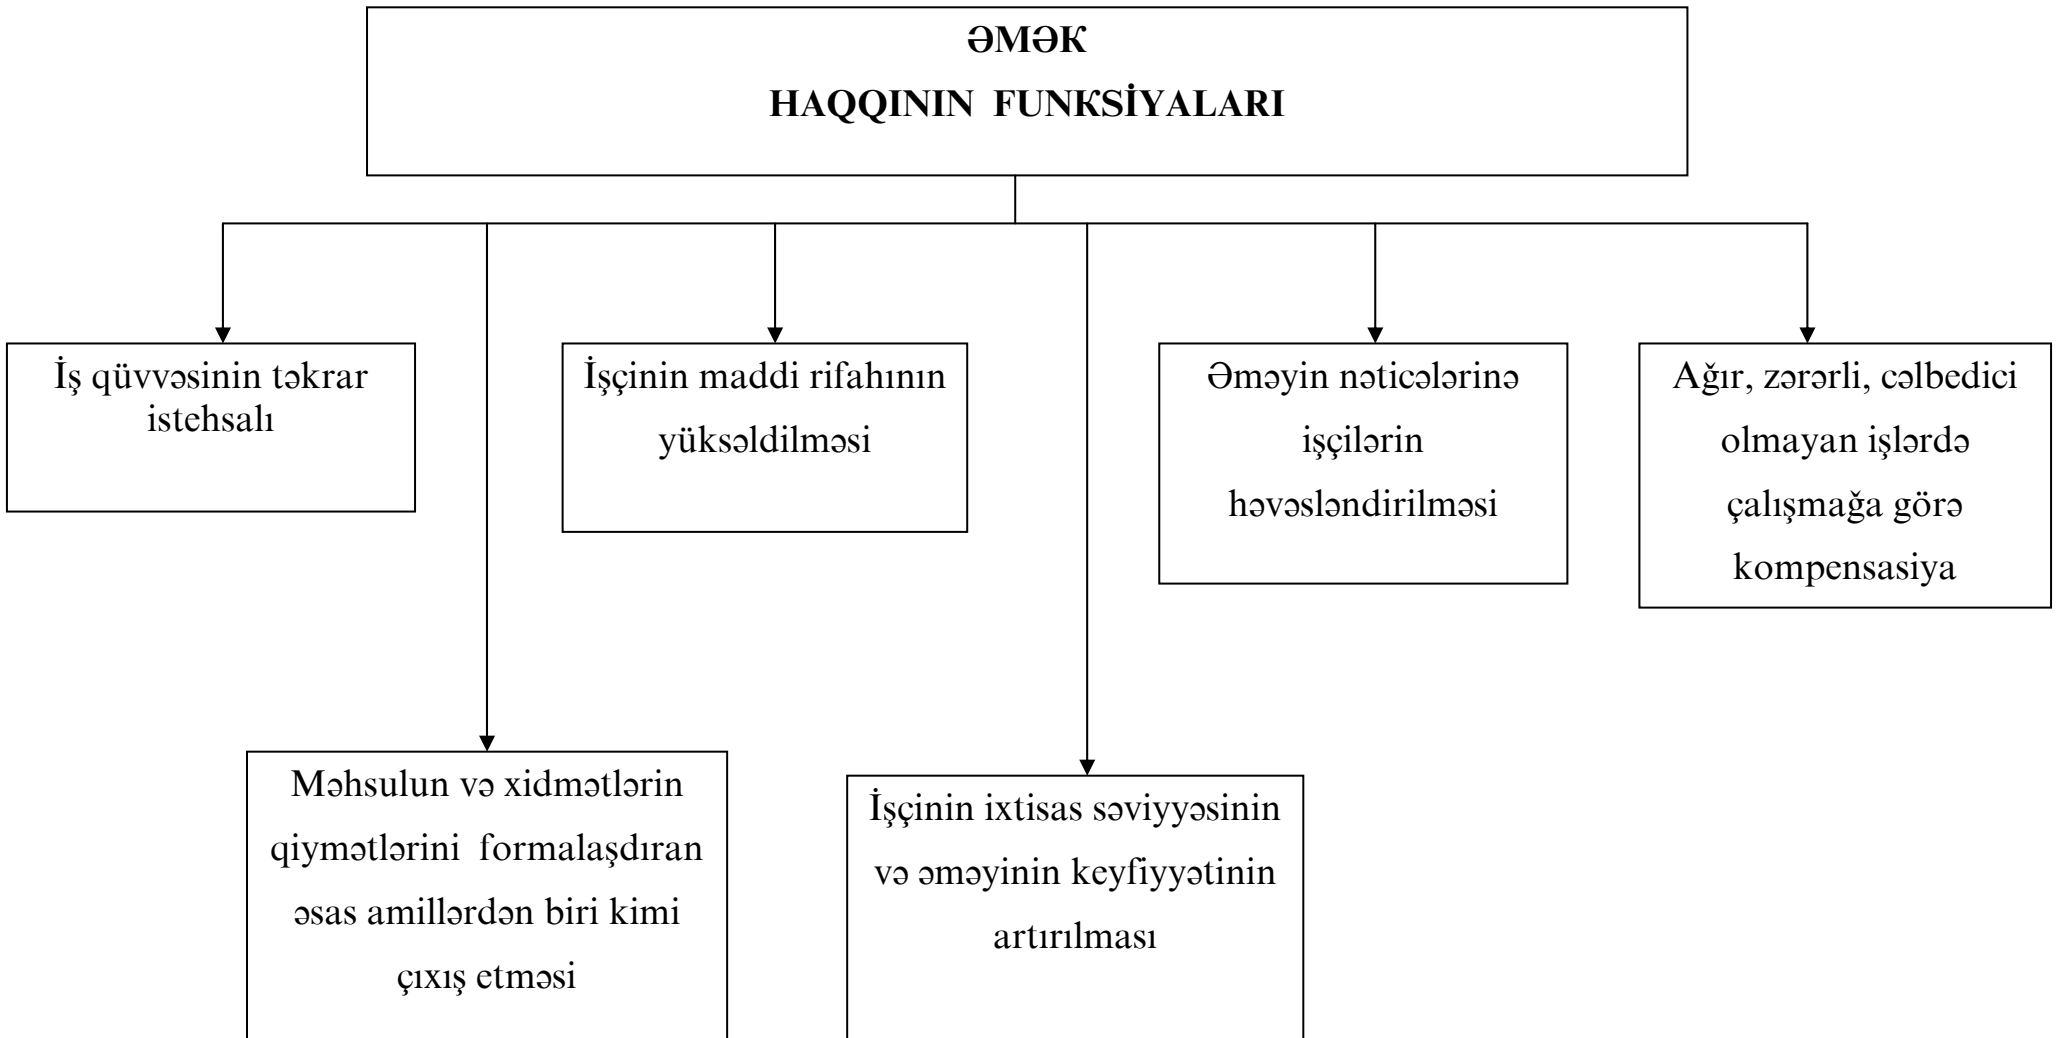 ƏMƏK
HAQQININ FUNKSİYALARI
İş qüvvəsinin təkrar
istehsalı
İşçinin maddi rifahının
yüksəldilməsi
Əməyin nəticələrinə
işçilərin
həvəsləndirilməsi
Ağır, zərərli, cəlbedici
olmayan işlərdə
çalışmağa görə
kompensasiya
Məhsulun və xidmətlərin
qiymətlərini formalaşdıran
əsas amillərdən biri kimi
çıxış etməsi
İşçinin ixtisas səviyyəsinin
və əməyinin keyfiyyətinin
artırılması